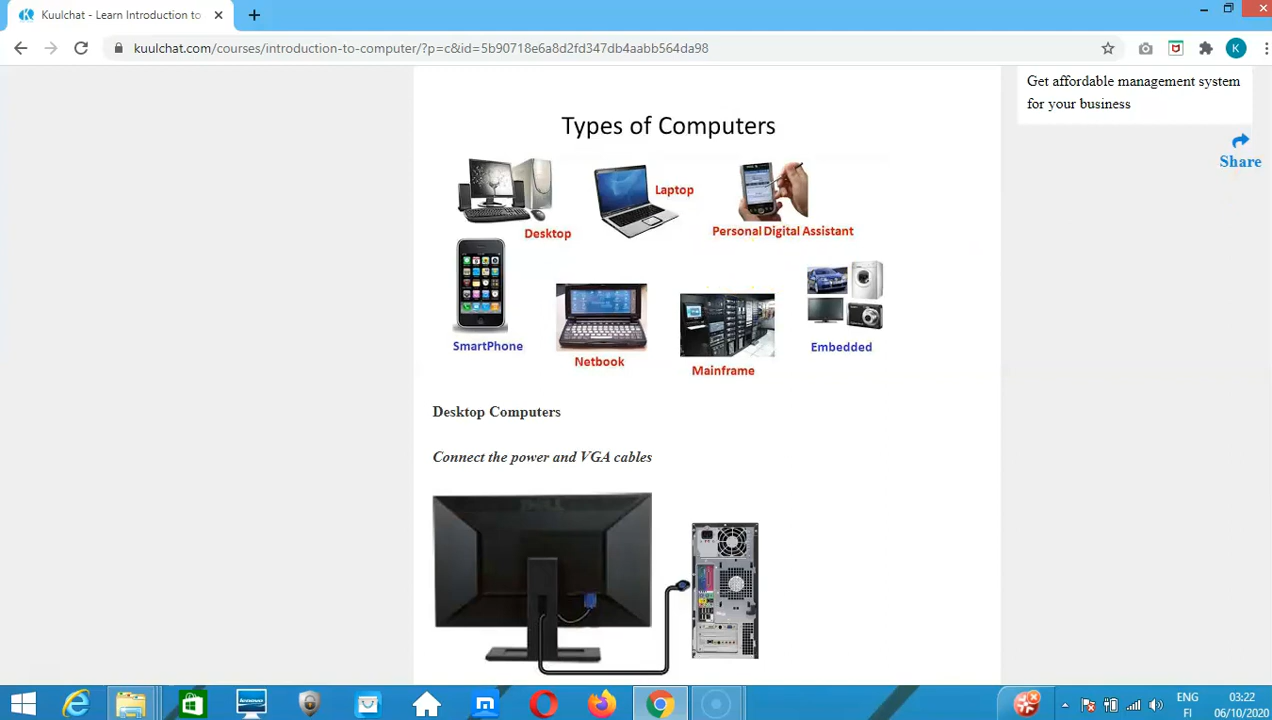 Kuulchat - Learn Introduction to
kuulchat.com/courses/introduction-to-computer/?p=c&id=5b90718e6a8d2fd347db4aabb564da98
K
Get affordable management system
for your business
Share
Types of Computers
Laptop
Desktop
Personal Digital Assistant
SmartPhone
Netbook
Mainframe
Embedded
Desktop Computers
Connect the power and VGA cables
ENG
FI
03:22
06/10/2020